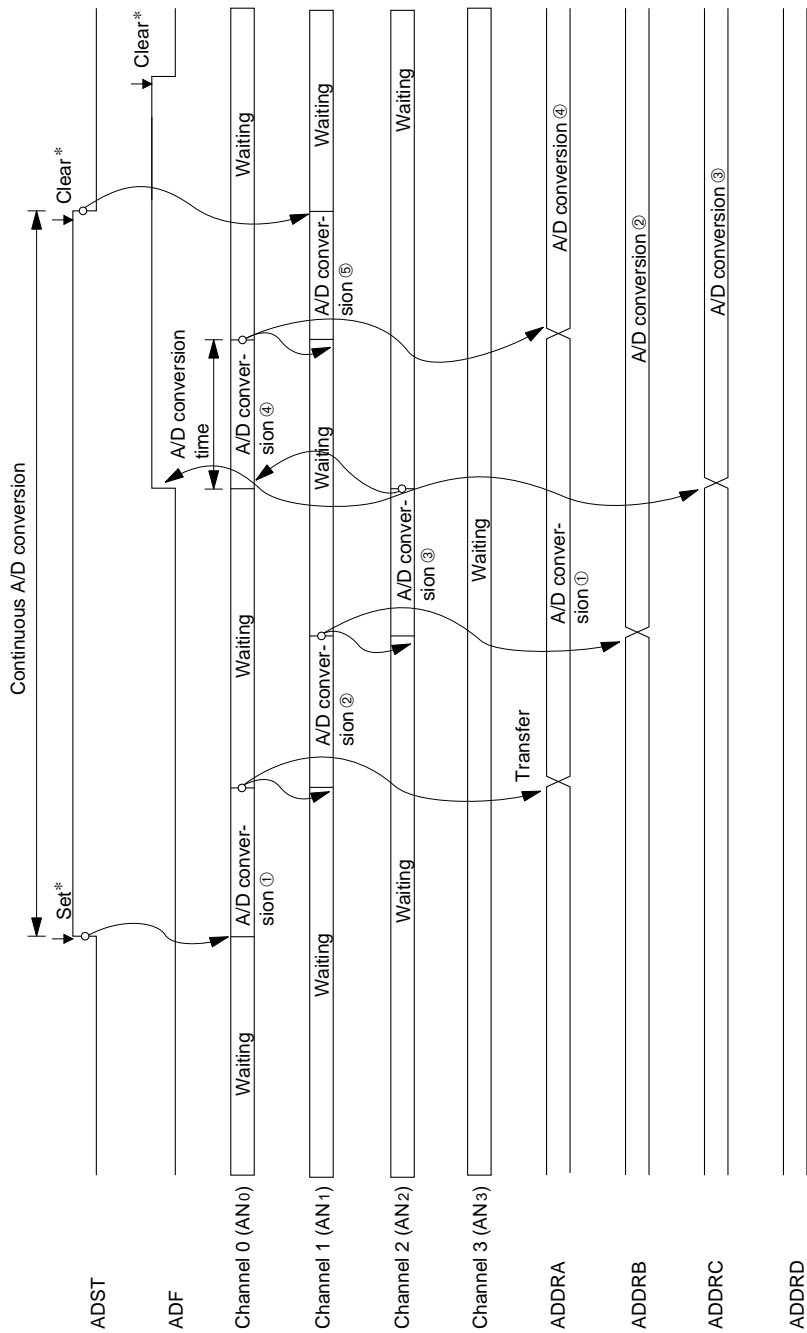 Continuous A/D conversion
Set*
Clear*
ADST
Clear*
ADF
A/D conversion
time
Channel 0 (AN0)
Waiting
A/D conver-
sion ①
Waiting
A/D conver-
sion ④
Waiting
Channel 1 (AN1)
Waiting
A/D conver-
sion ②
Waiting
A/D conver-
sion ⑤
Waiting
Channel 2 (AN2)
Waiting
A/D conver-
sion ③
Waiting
Channel 3 (AN3)
Waiting
Transfer
ADDRA
A/D conver-
sion ①
A/D conversion ④
ADDRB
A/D conversion ②
ADDRC
A/D conversion ③
ADDRD